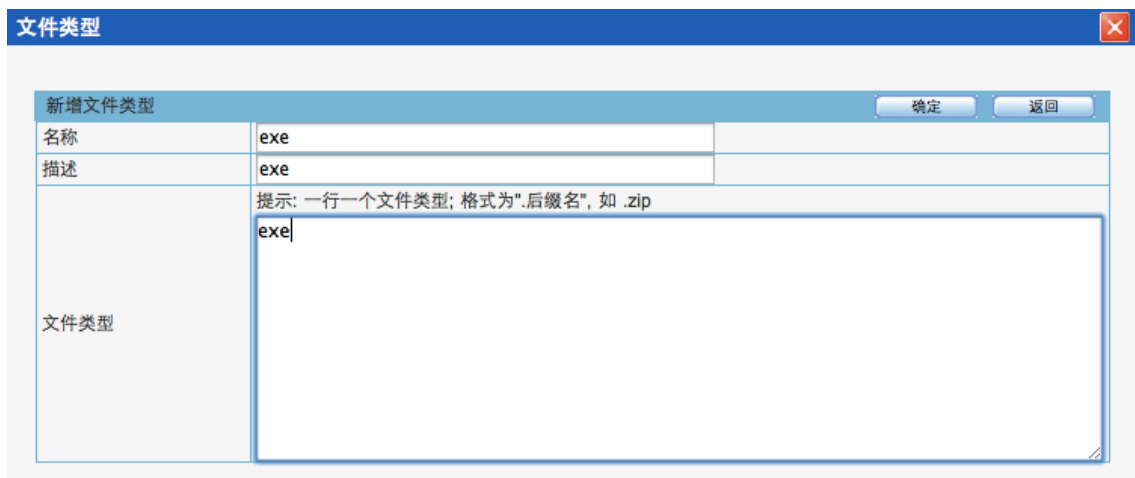 文件类型
新增文件类型 确定 返回
名称 exe
描述 exe
提示: 一行一个文件类型; 格式为".后缀名", 如 .zip
exe
文件类型